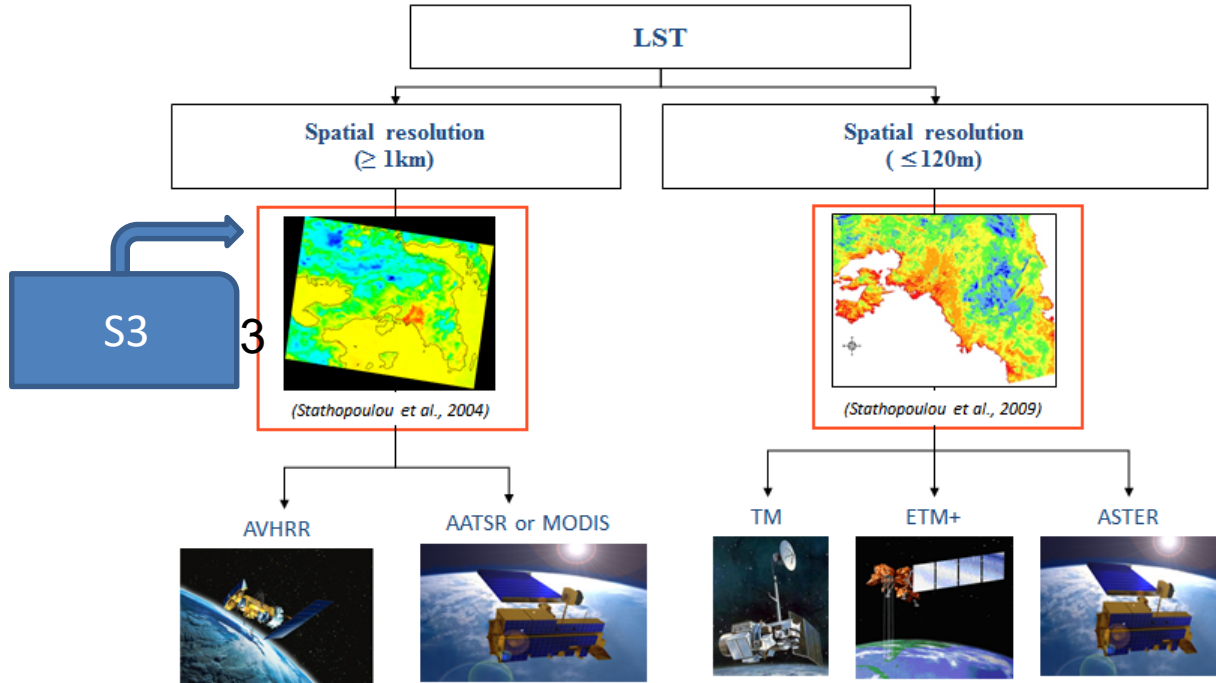 LST
Spatial resolution
(≥ 1km)
Spatial resolution
( ≤120m)
S3
3
(Stathopoulou et al., 2004)
(Stathopoulou et al., 2009)
AVHRR
AATSR or MODIS
TM
ETM+
ASTER